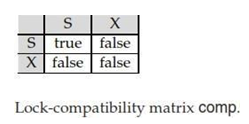 S X
S true false
X false false
Lock-compatibility matrix comp.